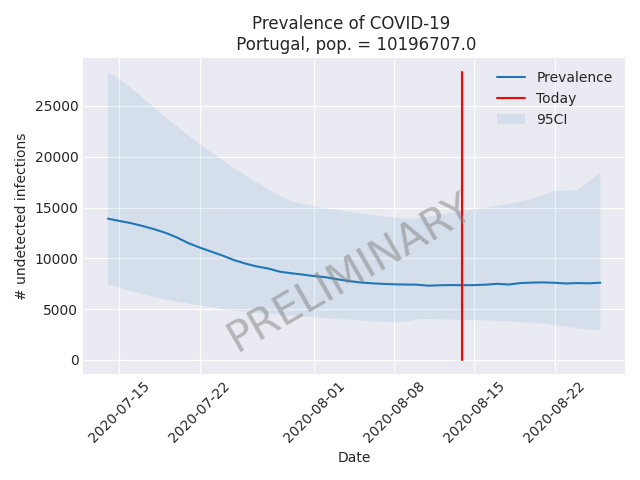 Prevalence of COVID-19
Portugal, pop. = 10196707.0
Prevalence
Today
95CI
25000
20000
15000
10000
5000
0
# undetected infections
PRELIMINARY
2020-07-15
2020-07-22
2020-08-01
2020-08-08
2020-08-15
2020-08-22
Date